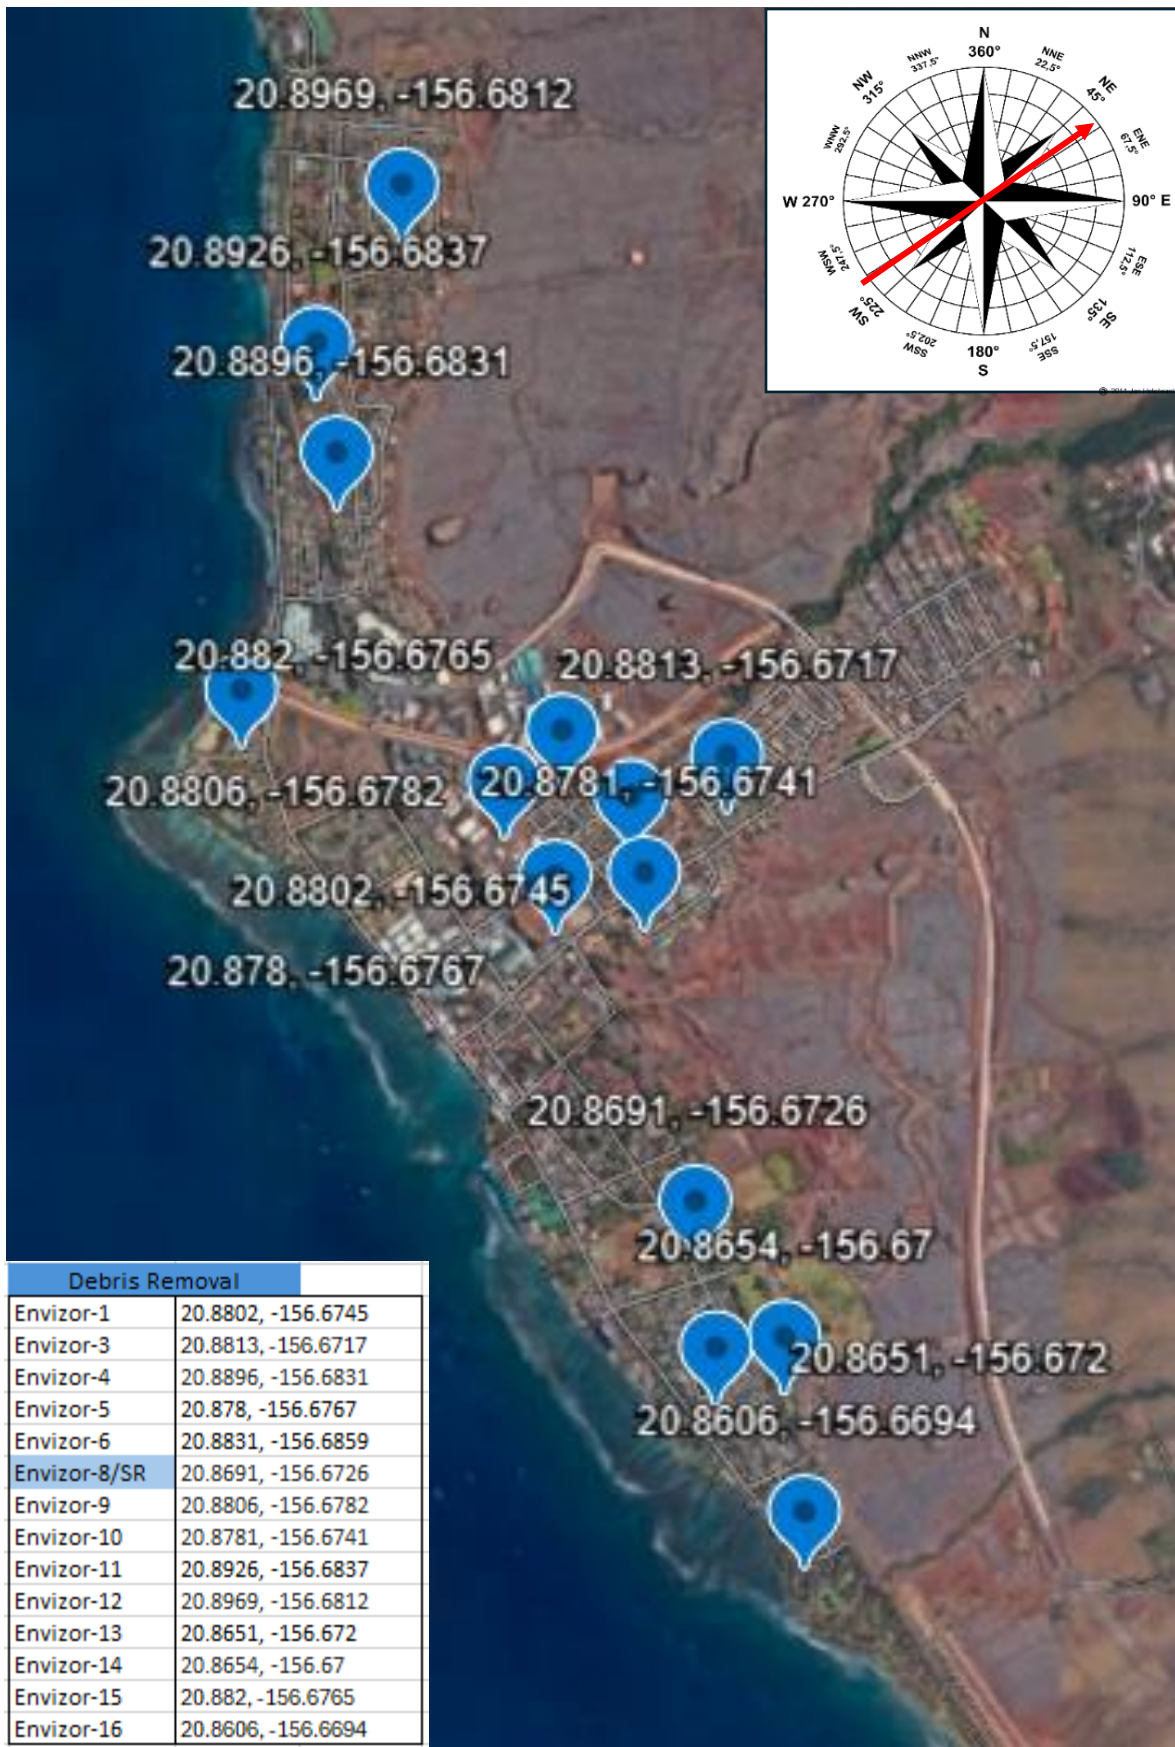 20.8969, -156.6812
20.8926, -156.6837
20.8896, -156.6831
20.882, -156.6765
20.8813, -156.6717
20.8806, -156.6782
20.8781, -156.6741
20.8802, -156.6745
20.878, -156.6767
20.8691, -156.6726
20.8654, -156.67
20.8651, -156.672
20.8606, -156.6694
N
360°
NNE
22,5°
NE
45°
ENE
67,5°
90° E
ESE
112,5°
SE
135°
SSE
157,5°
180°
S
SSW
202,5°
SW
225°
WSW
247,5°
W 270°
WNW
292,5°
NW
315°
NNW
337,5°
Debris Removal
Envizor-1 20.8802, -156.6745
Envizor-3 20.8813, -156.6717
Envizor-4 20.8896, -156.6831
Envizor-5 20.878, -156.6767
Envizor-6 20.8831, -156.6859
Envizor-8/SR 20.8691, -156.6726
Envizor-9 20.8806, -156.6782
Envizor-10 20.8781, -156.6741
Envizor-11 20.8926, -156.6837
Envizor-12 20.8969, -156.6812
Envizor-13 20.8651, -156.672
Envizor-14 20.8654, -156.67
Envizor-15 20.882, -156.6765
Envizor-16 20.8606, -156.6694